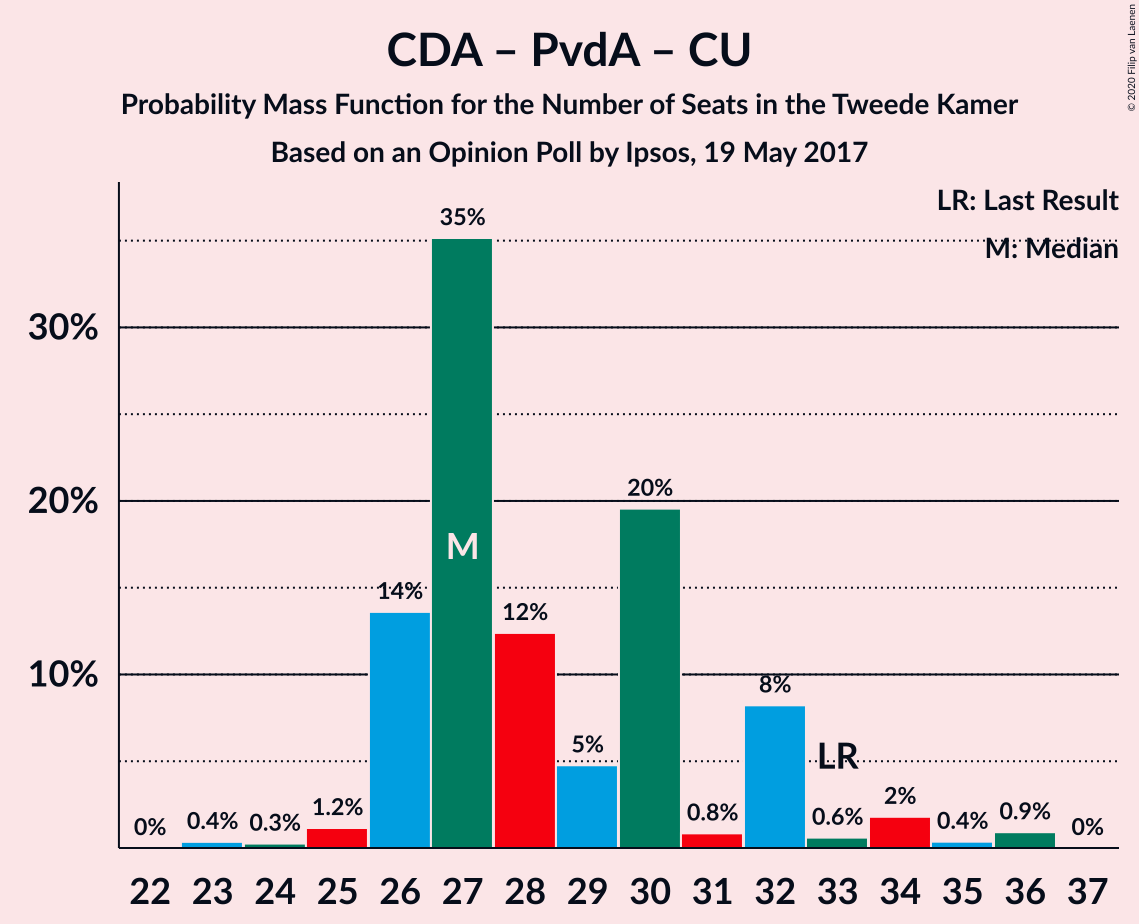 CDA – PvdA – CU
Probability Mass Function for the Number of Seats in the Tweede Kamer
Based on an Opinion Poll by Ipsos, 19 May 2017
© 2020 Filip van Laenen
LR: Last Result
M: Median
30%
20%
10%
0%
0.4%
0.3%
1.2%
14%
35%
M
12%
5%
20%
0.8%
8%
0.6%
LR
2%
0.4%
0.9%
0%
22 23 24 25 26 27 28 29 30 31 32 33 34 35 36 37